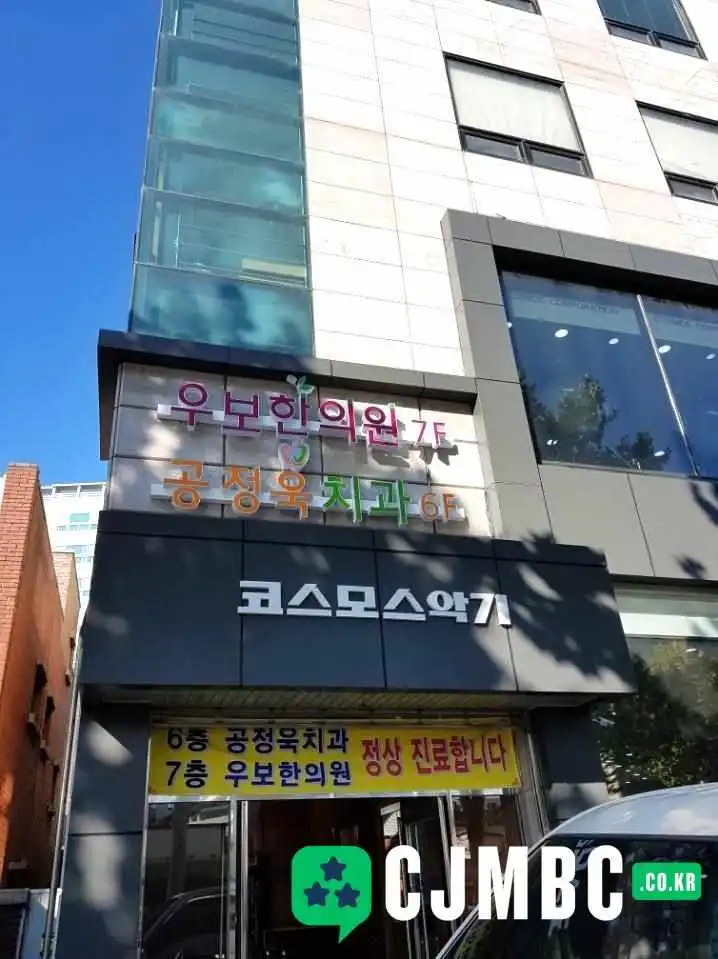 우보한의원 7F
공정욱치과 6F
코스모스악기
6층 공정욱치과
7층 우보한의원
정상 진료합니다
CJMBC.CO.KR